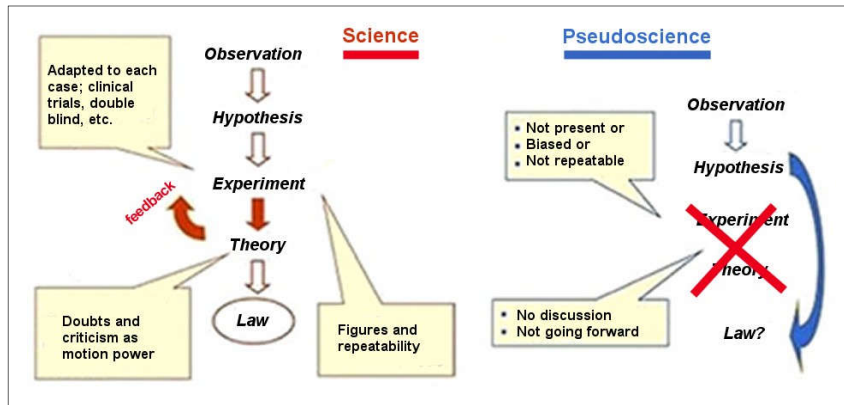 Science
Observation
Adapted to each
case; clinical
trials, double
blind, etc.
Hypothesis
Experiment
feedback
Theory
Law
Doubts and
criticism as
motion power
Figures and
repeatability
Pseudoscience
Observation
• Not present or
• Biased or
• Not repeatable
Hypothesis
Experiment
Theory
• No discussion
• Not going forward
Law?